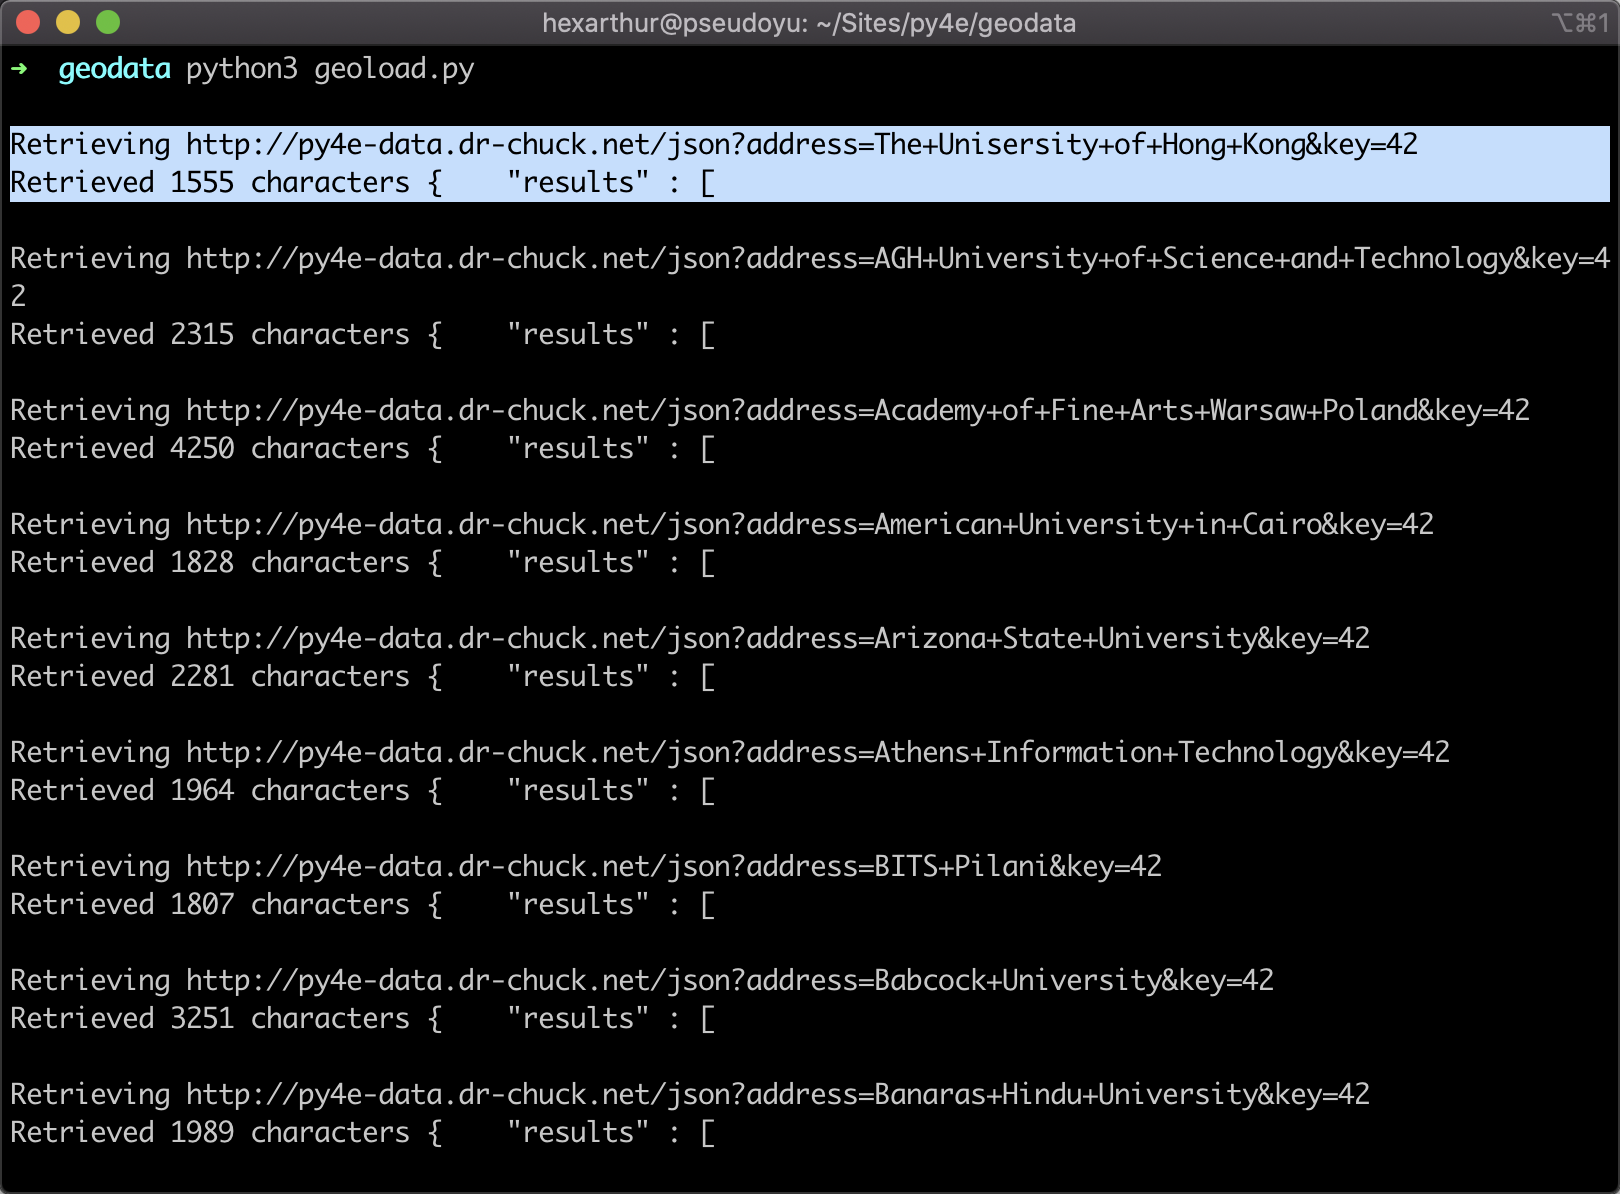 hexarthur@pseudoyu: ~/Sites/py4e/geodata ⌥⌘1
➜ geodata python3 geoload.py
Retrieving http://py4e-data.dr-chuck.net/json?address=The+Unisersity+of+Hong+Kong&key=42
Retrieved 1555 characters {    "results" : [
Retrieving http://py4e-data.dr-chuck.net/json?address=AGH+University+of+Science+and+Technology&key=4
2
Retrieved 2315 characters {    "results" : [
Retrieving http://py4e-data.dr-chuck.net/json?address=Academy+of+Fine+Arts+Warsaw+Poland&key=42
Retrieved 4250 characters {    "results" : [
Retrieving http://py4e-data.dr-chuck.net/json?address=American+University+in+Cairo&key=42
Retrieved 1828 characters {    "results" : [
Retrieving http://py4e-data.dr-chuck.net/json?address=Arizona+State+University&key=42
Retrieved 2281 characters {    "results" : [
Retrieving http://py4e-data.dr-chuck.net/json?address=Athens+Information+Technology&key=42
Retrieved 1964 characters {    "results" : [
Retrieving http://py4e-data.dr-chuck.net/json?address=BITS+Pilani&key=42
Retrieved 1807 characters {    "results" : [
Retrieving http://py4e-data.dr-chuck.net/json?address=Babcock+University&key=42
Retrieved 3251 characters {    "results" : [
Retrieving http://py4e-data.dr-chuck.net/json?address=Banaras+Hindu+University&key=42
Retrieved 1989 characters {    "results" : [